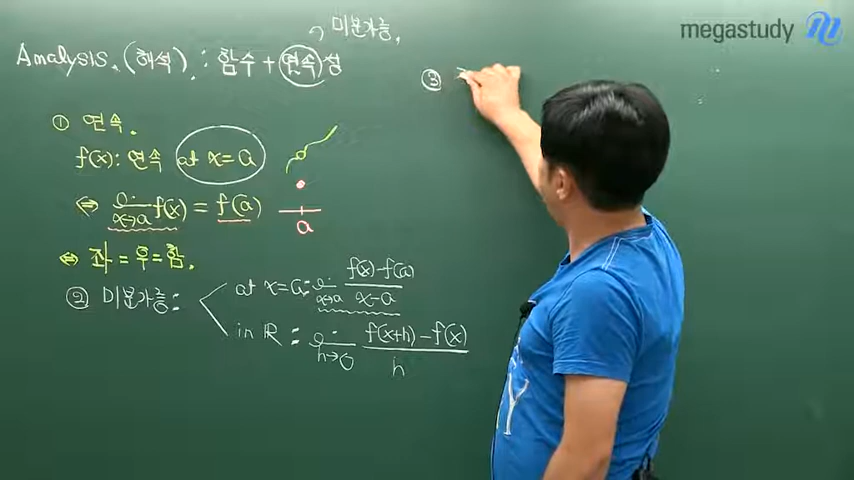 megastudy
미분가능.
Analysis. (해석). : 함수 + 연속성
① 연속.
f(x): 연속 at x=a
⇔ lim x→a f(x) = f(a)
a
⇔ 좌 = 우 = 함.
② 미분가능:
at x=a: lim x→a f(x)-f(a) / x-a
in ℝ: lim h→0 f(x+h)-f(x) / h
③